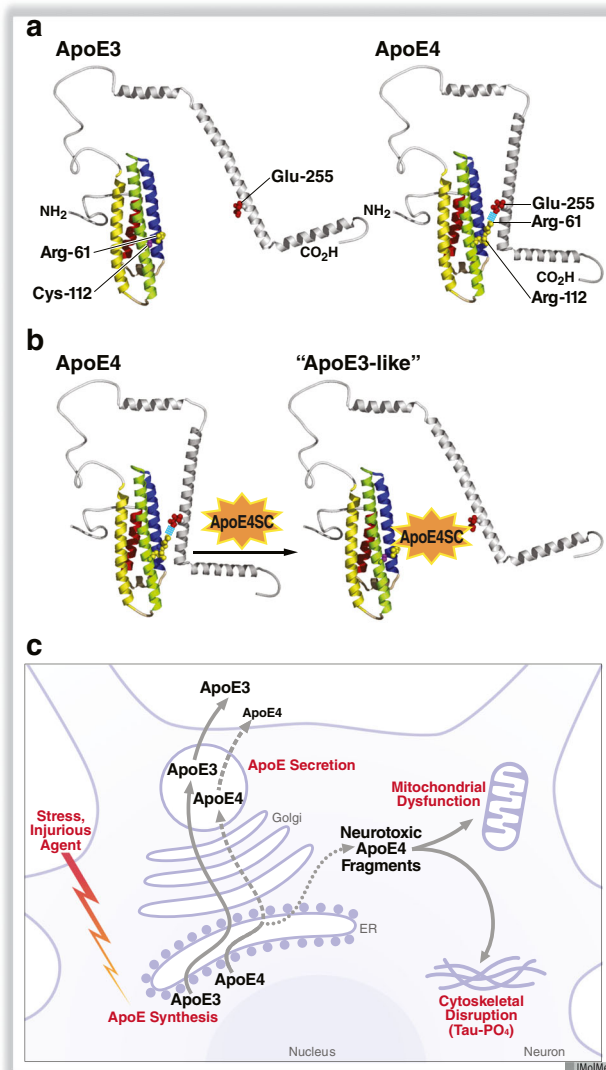 a
ApoE3
ApoE4
Glu-255
NH2
Arg-61
Cys-112
CO2H
NH2
Glu-255
Arg-61
Arg-112
CO2H
b
ApoE4
"ApoE3-like"
ApoE4SC
ApoE4SC
c
ApoE3
ApoE4
ApoE3
ApoE Secretion
ApoE4
Golgi
Stress,
Injurious
Agent
Mitochondrial
Dysfunction
Neurotoxic
ApoE4
Fragments
ER
ApoE4
ApoE3
ApoE Synthesis
Cytoskeletal
Disruption
(Tau-PO4)
Nucleus
Neuron